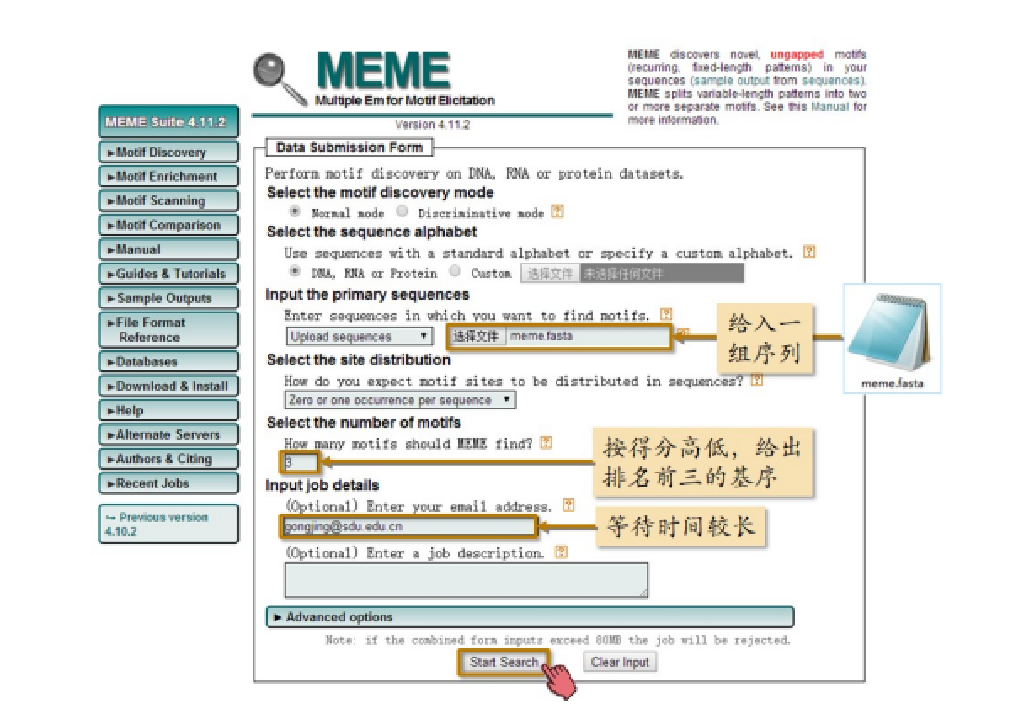 MEME
Multiple Em for Motif Elicitation
Version 4.11.2
MEME discovers novel, ungapped motifs
(recurring, fixed-length patterns) in your
sequences (sample output from sequences).
MEME splits variable-length patterns into two
or more separate motifs. See this Manual for
more information.
MEME Suite 4.11.2
►Motif Discovery
►Motif Enrichment
►Motif Scanning
►Motif Comparison
►Manual
►Guides & Tutorials
►Sample Outputs
►File Format
Reference
►Databases
►Download & Install
►Help
►Alternate Servers
►Authors & Citing
►Recent Jobs
↔ Previous version
4.10.2
Data Submission Form
Perform motif discovery on DNA, RNA or protein datasets.
Select the motif discovery mode
Normal mode Discriminative mode ?
Select the sequence alphabet
Use sequences with a standard alphabet or specify a custom alphabet. ?
DNA, RNA or Protein Custom 选择文件 未选择任何文件
Input the primary sequences
Enter sequences in which you want to find motifs. ?
Upload sequences ▼ 选择文件 meme.fasta ?
给入一
组序列
meme.fasta
Select the site distribution
How do you expect motif sites to be distributed in sequences? ?
Zero or one occurrence per sequence ▼
Select the number of motifs
How many motifs should MEME find? ?
3
按得分高低，给出
排名前三的基序
Input job details
(Optional) Enter your email address. ?
gongjing@sdu.edu.cn
等待时间较长
(Optional) Enter a job description. ?
► Advanced options
Note: if the combined form inputs exceed 80MB the job will be rejected.
Start Search Clear Input